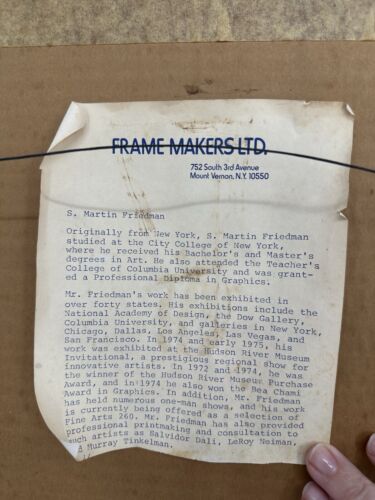 FRAME MAKERS LTD.
752 South 3rd Avenue
Mount Vernon, N.Y. 10550
S. Martin Friedman
Originally from New York, S. Martin Friedman
studied at the City College of New York,
where he received his Bachelor's and Master's
degrees in Art. He also attended the Teacher's
College of Columbia University and was grant-
ed a Professional Diploma in Graphics.
Mr. Friedman's work has been exhibited in
over forty states. His exhibitions include the
National Academy of Design, the Dow Gallery,
Columbia University, and galleries in New York,
Chicago, Dallas, Los Angeles, Las Vegas, and
San Francisco. In 1974 and early 1975, his
work was exhibited at the Hudson River Museum
Invitational, a prestigious regional show for
innovative artists. In 1972 and 1974, he was
the winner of the Hudson River Museum Purchase
Award, and in 1974 he also won the Bea Chami
Award in Graphics. In addition, Mr. Friedman
has held numerous one-man shows, and his work
is currently being offered as a selection of
Fine Arts 260. Mr. Friedman has also provided
professional printmaking and consultation to
such artists as Salvidor Dali, LeRoy Neiman,
Murray Tinkelman.